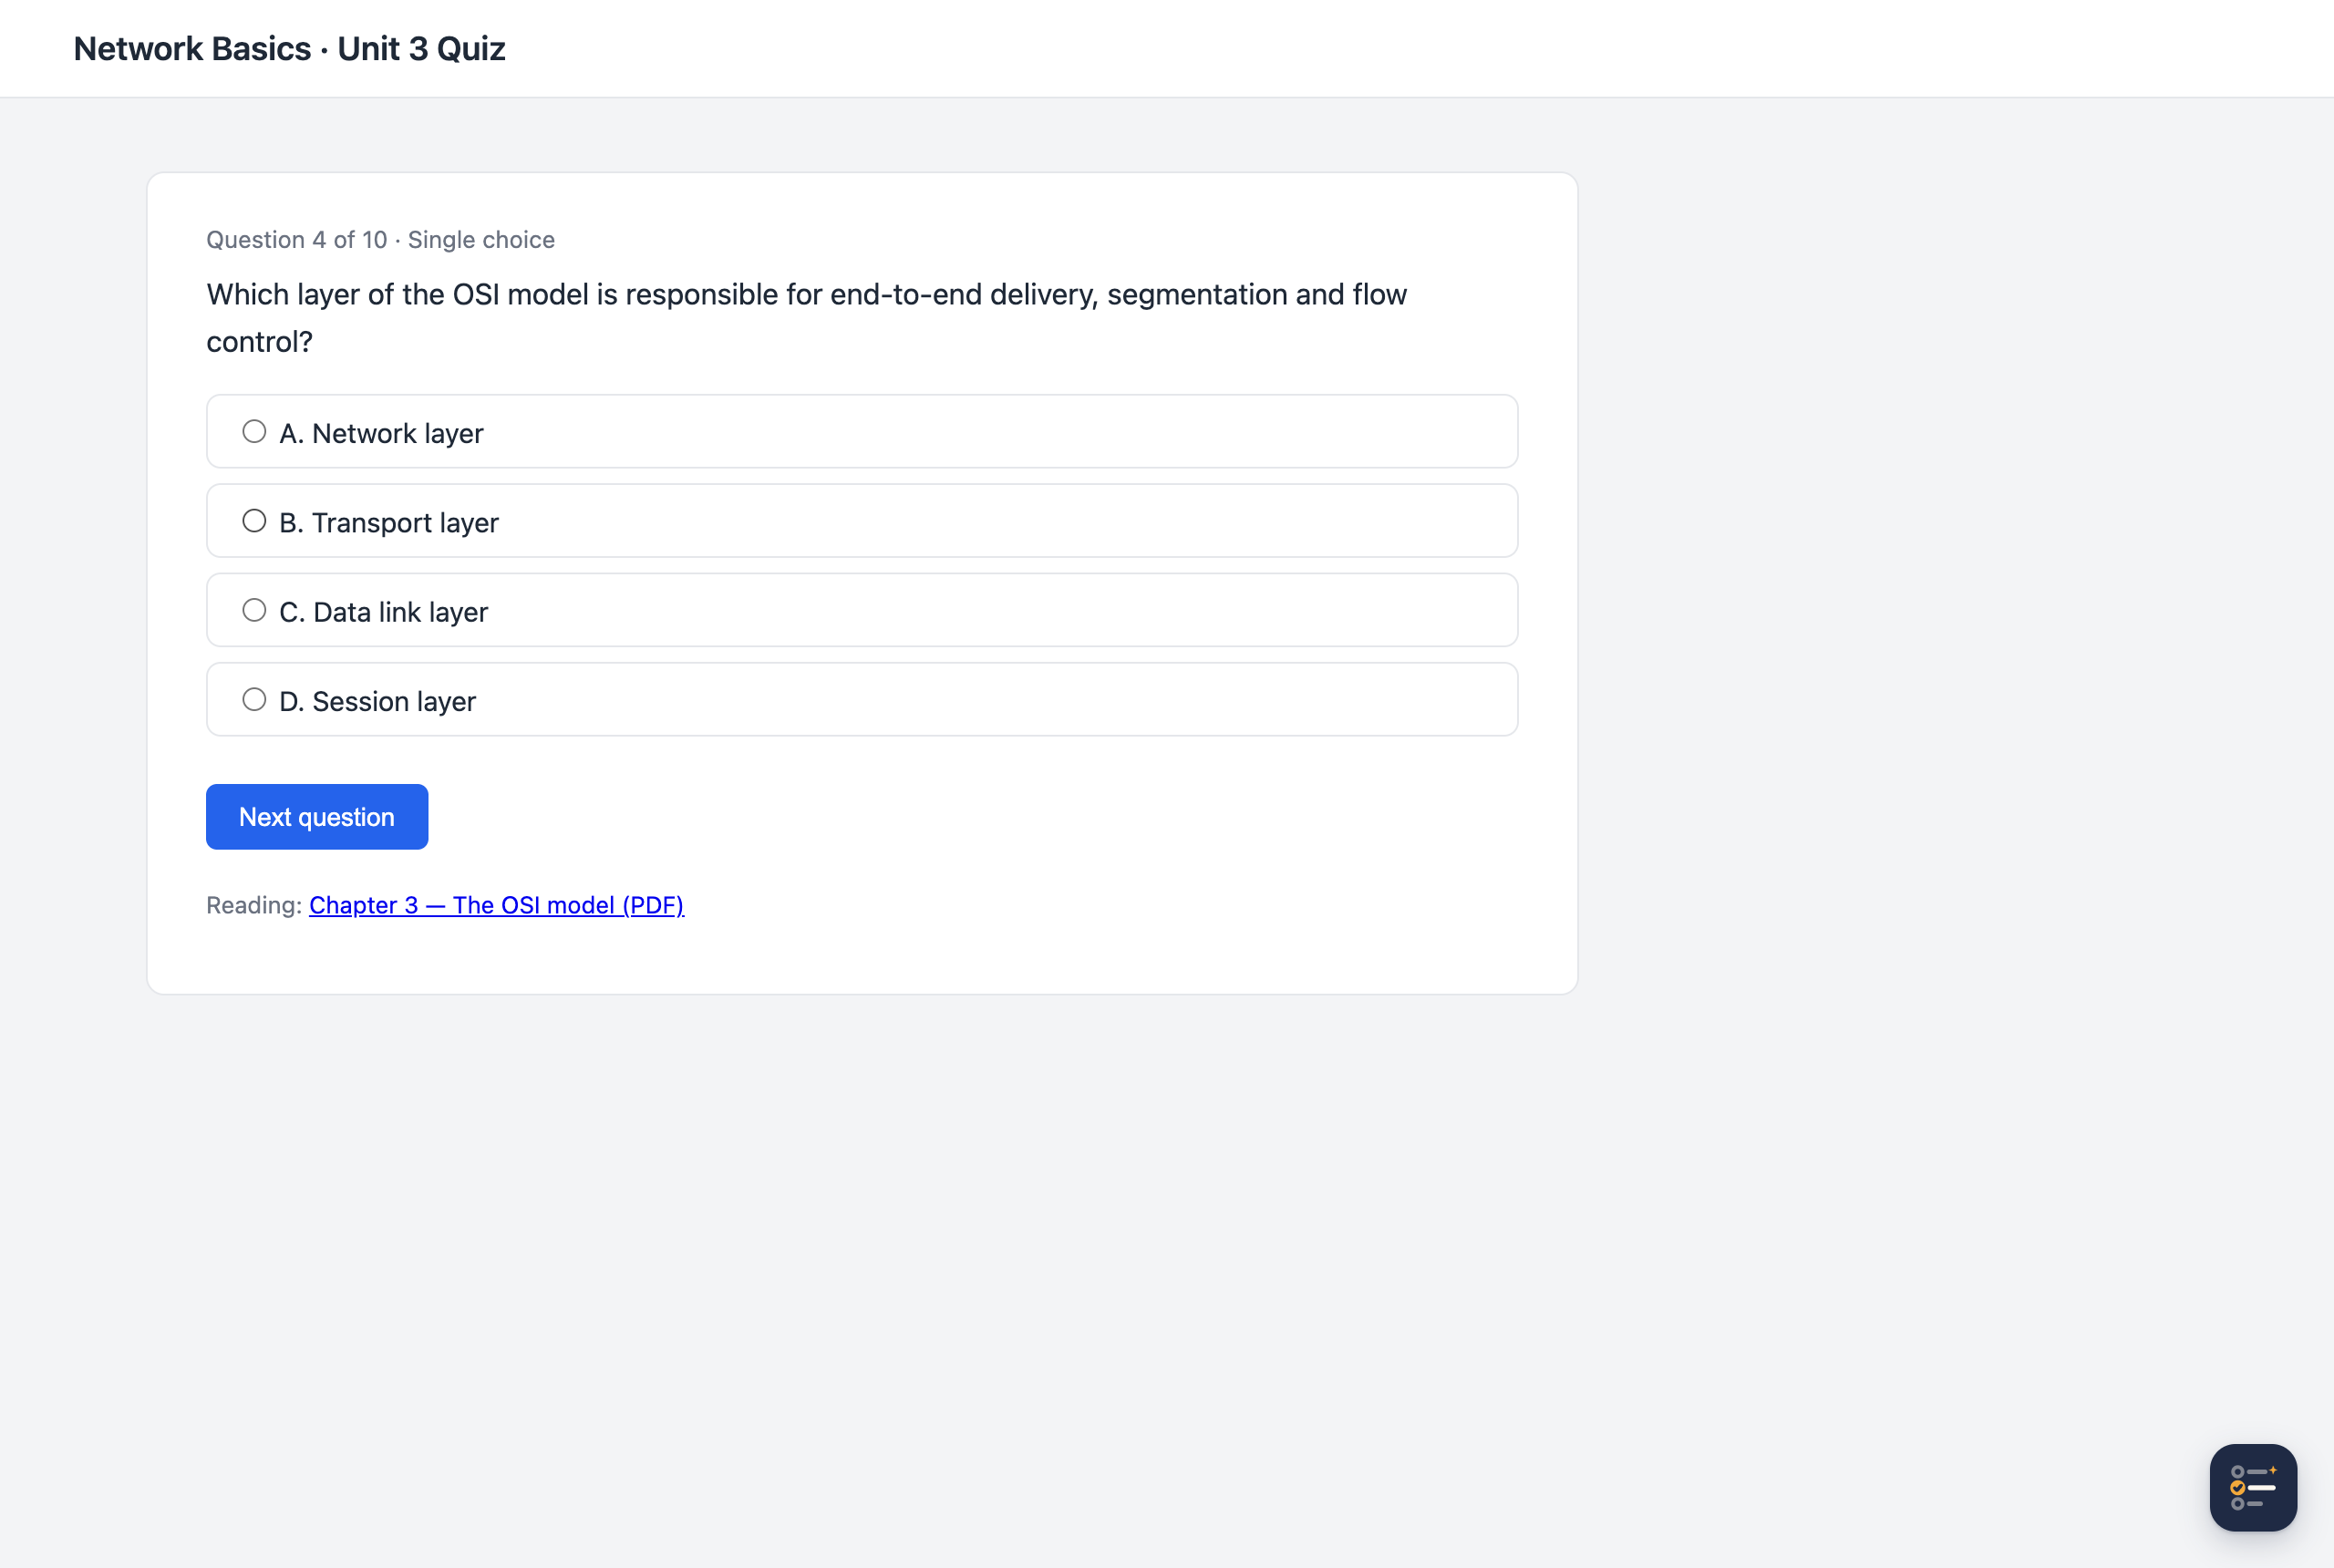 Network Basics · Unit 3 Quiz
Question 4 of 10 · Single choice
Which layer of the OSI model is responsible for end-to-end delivery, segmentation and flow
control?
A. Network layer
B. Transport layer
C. Data link layer
D. Session layer
Next question
Reading: Chapter 3 — The OSI model (PDF)